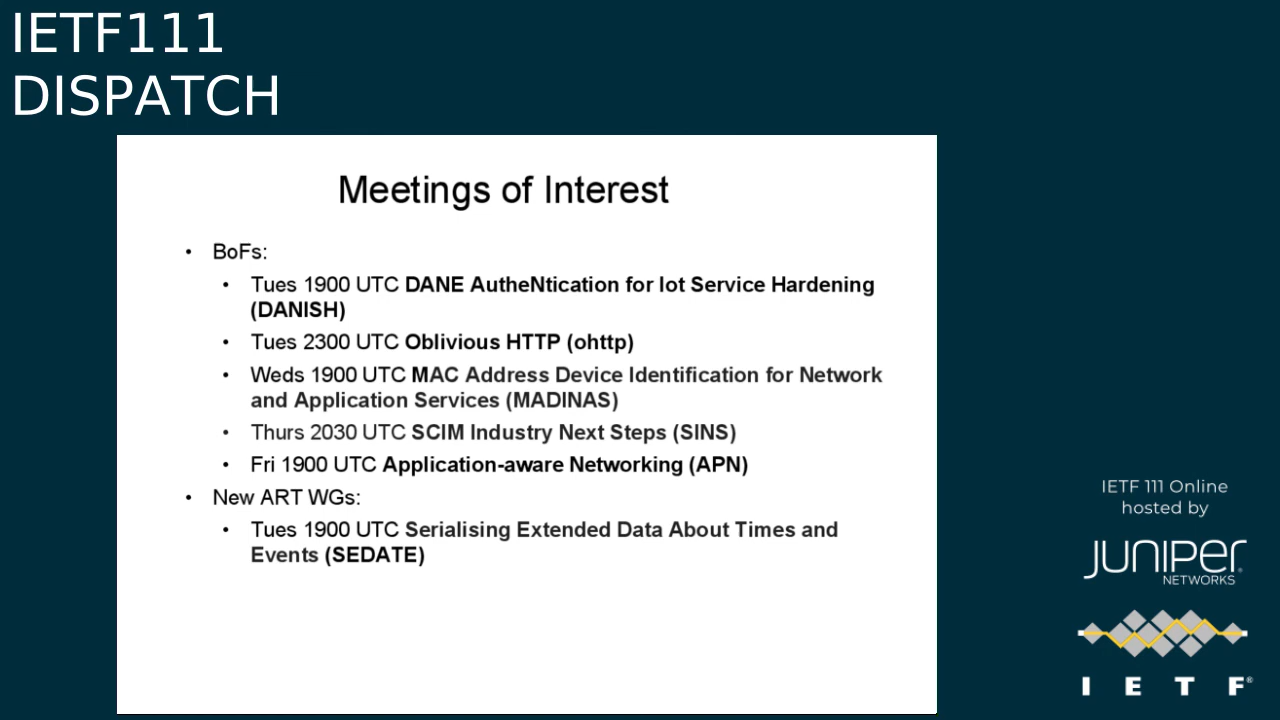 IETF111
DISPATCH
Meetings of Interest
• BoFs:
• Tues 1900 UTC DANE AutheNtication for Iot Service Hardening
(DANISH)
• Tues 2300 UTC Oblivious HTTP (ohttp)
• Weds 1900 UTC MAC Address Device Identification for Network
and Application Services (MADINAS)
• Thurs 2030 UTC SCIM Industry Next Steps (SINS)
• Fri 1900 UTC Application-aware Networking (APN)
• New ART WGs:
• Tues 1900 UTC Serialising Extended Data About Times and
Events (SEDATE)
IETF 111 Online
hosted by
JUNIPER
NETWORKS
I E T F®